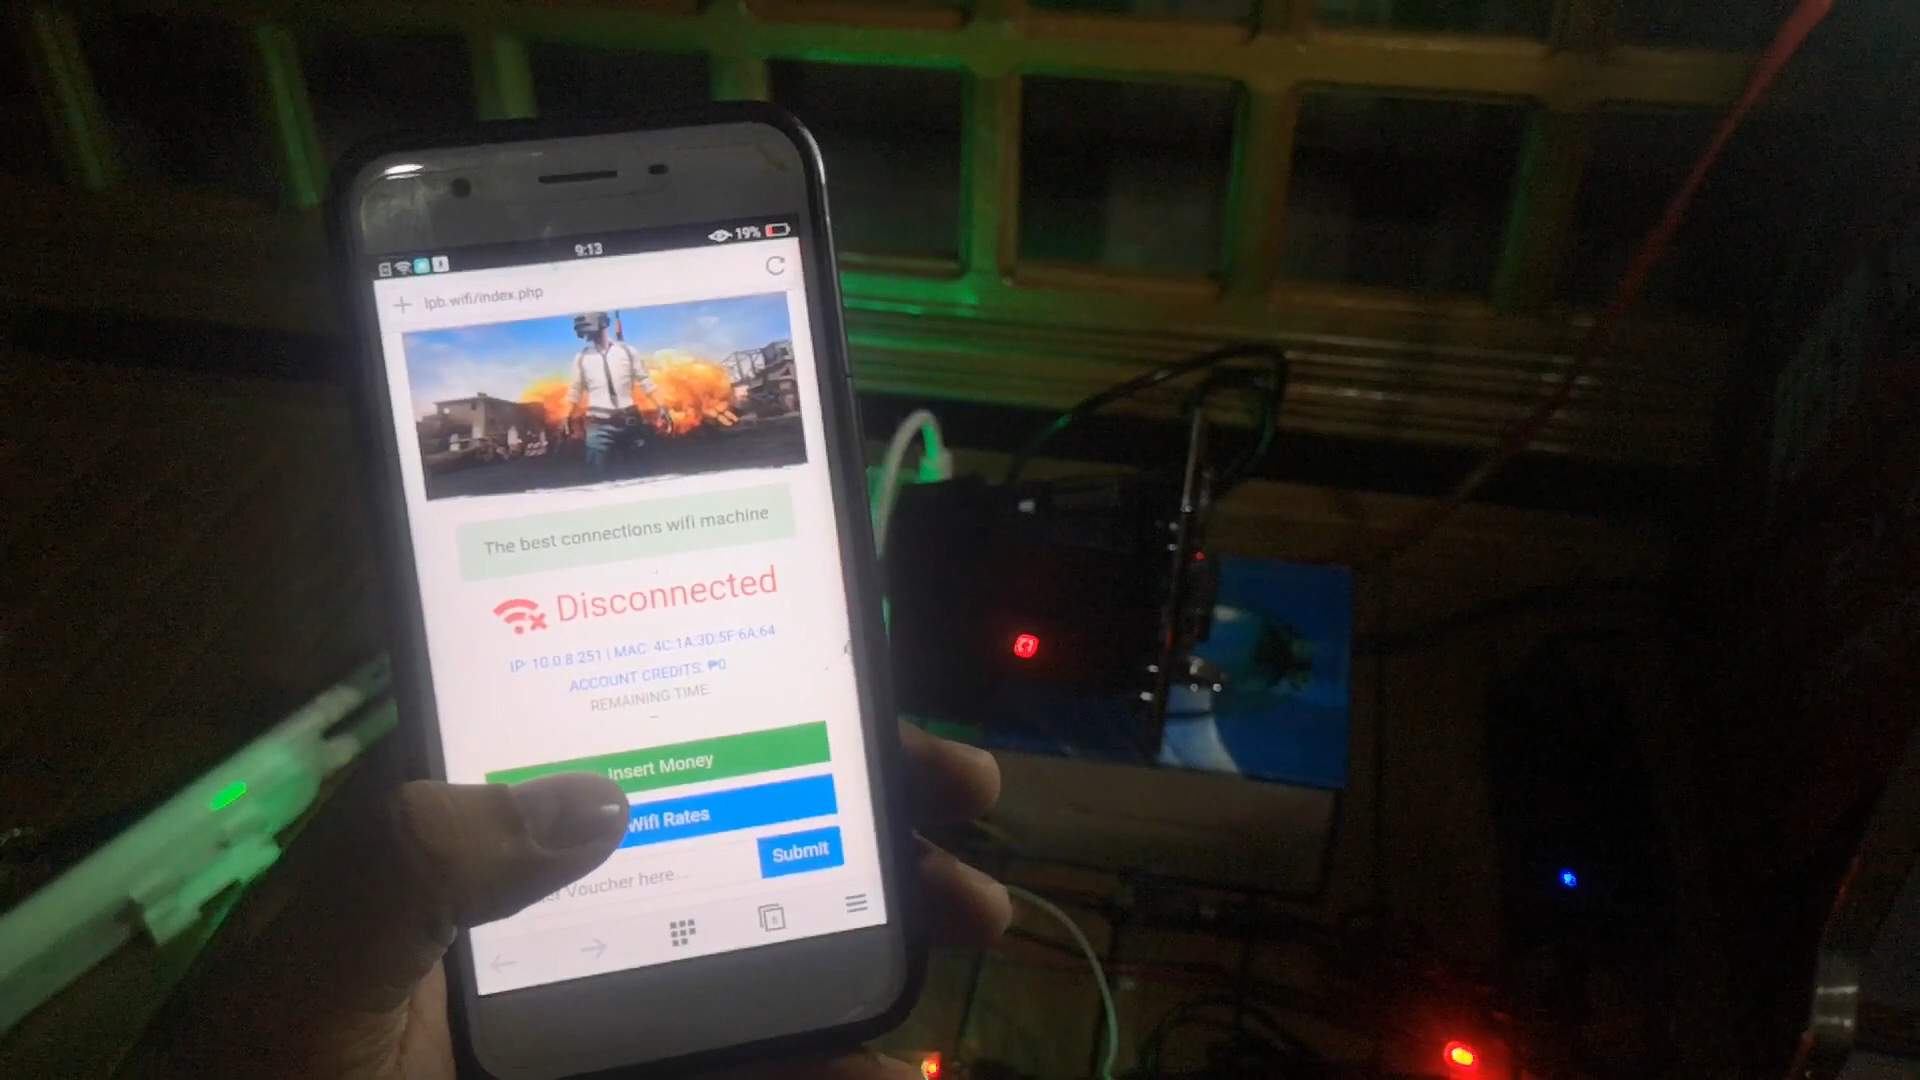 9:13
19%
lpb.wifi/index.php
The best connections wifi machine
Disconnected
IP: 10.0.8.251 | MAC: 4C:1A:3D:5F:6A:64
ACCOUNT CREDITS: ₱0
REMAINING TIME
Insert Money
Wifi Rates
Voucher here...
Submit